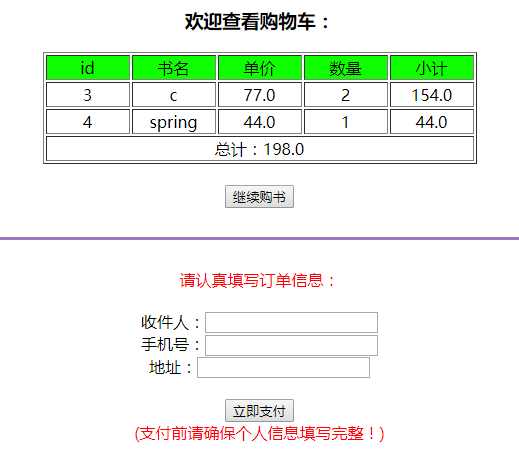 欢迎查看购物车：
id 书名 单价 数量 小计
3 c 77.0 2 154.0
4 spring 44.0 1 44.0
总计：198.0
继续购书
请认真填写订单信息：
收件人：
手机号：
地址：
立即支付
(支付前请确保个人信息填写完整！)